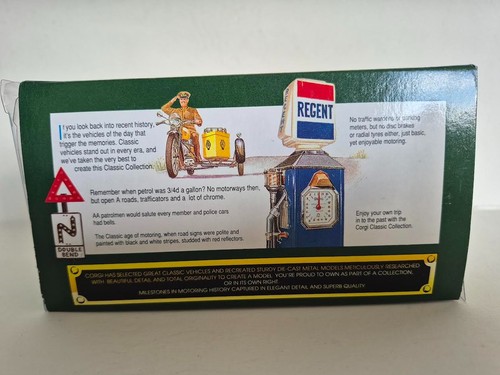 If you look back into recent history,
it's the vehicles of the day that
trigger the memories. Classic
vehicles stand out in every era, and
we've taken the very best to
create this Classic Collection.
REGENT
No traffic wardens or parking
meters, but no disc brakes
or radial tyres either, just basic,
yet enjoyable motoring.
Remember when petrol was 3/4d a gallon? No motorways then,
but open A roads, trafficators and a lot of chrome.
AA patrolmen would salute every member and police cars
had bells.
The Classic age of motoring, when road signs were polite and
painted with black and white stripes, studded with red reflectors.
Enjoy your own trip
in to the past with the
Corgi Classic Collection.
DOUBLE
BEND
CORGI HAS SELECTED GREAT CLASSIC VEHICLES AND RECREATED STURDY DIE-CAST METAL MODELS METICULOUSLY RESEARCHED
WITH BEAUTIFUL DETAIL AND TOTAL ORIGINALITY TO CREATE A MODEL YOU'RE PROUD TO OWN AS PART OF A COLLECTION,
OR IN ITS OWN RIGHT.
MILESTONES IN MOTORING HISTORY CAPTURED IN ELEGANT DETAIL AND SUPERB QUALITY.